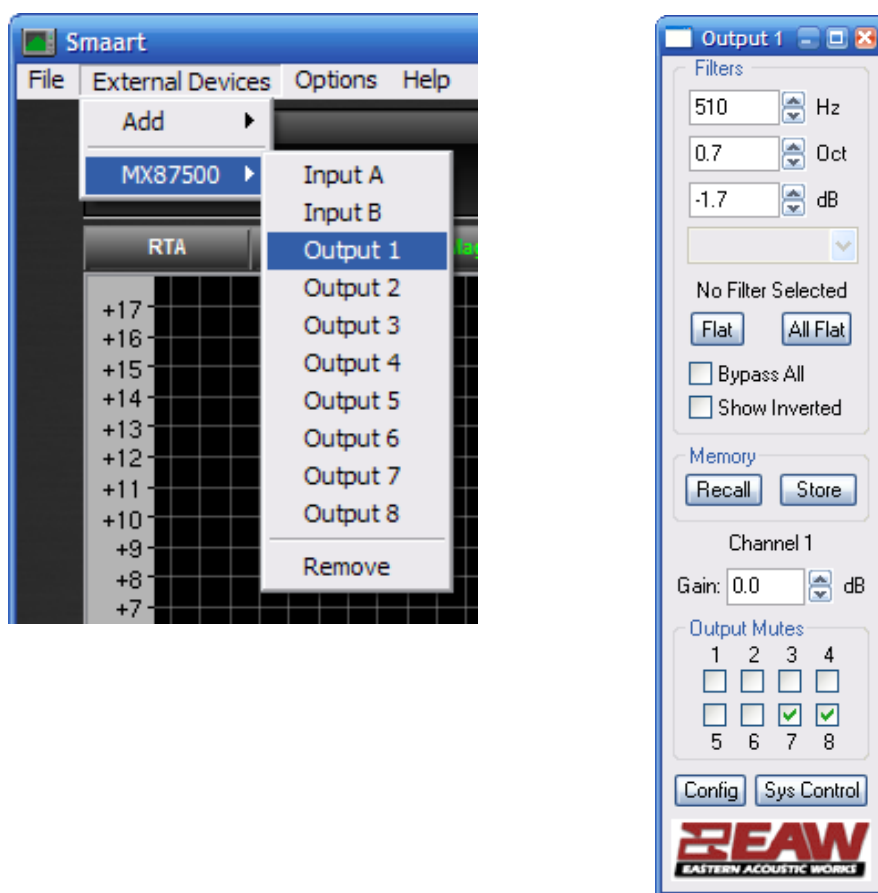 Smaart
File External Devices Options Help
Add
MX87500
Input A
Input B
Output 1
Output 2
Output 3
Output 4
Output 5
Output 6
Output 7
Output 8
Remove
RTA
+17
+16
+15
+14
+13
+12
+11
+10
+9
+8
+7
Output 1
Filters
510 Hz
0.7 Oct
-1.7 dB
No Filter Selected
Flat All Flat
Bypass All
Show Inverted
Memory
Recall Store
Channel 1
Gain: 0.0 dB
Output Mutes
1 2 3 4
5 6 7 8
Config Sys Control
EAW
EASTERN ACOUSTIC WORKS